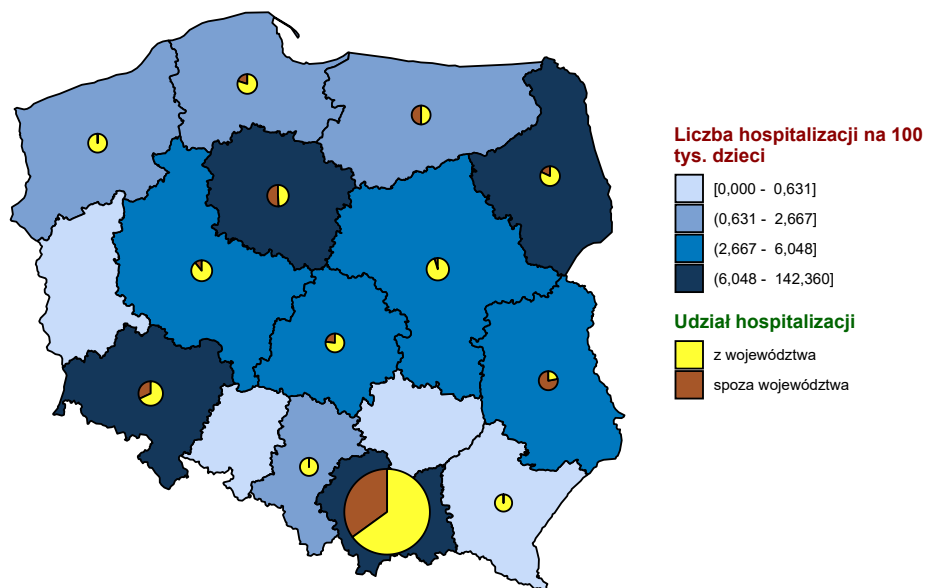 Liczba hospitalizacji na 100
tys. dzieci
[0,000 - 0,631]
(0,631 - 2,667]
(2,667 - 6,048]
(6,048 - 142,360]
Udział hospitalizacji
z województwa
spoza województwa